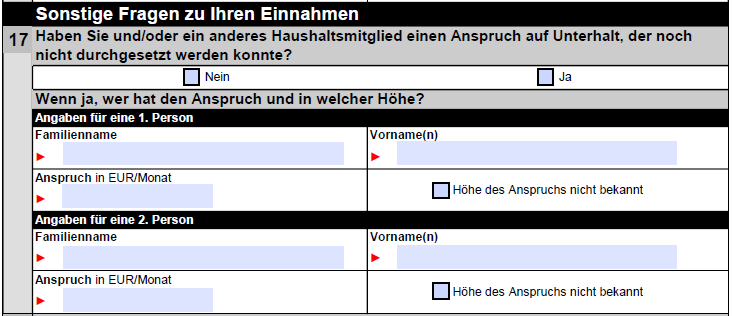 Sonstige Fragen zu Ihren Einnahmen
17 Haben Sie und/oder ein anderes Haushaltsmitglied einen Anspruch auf Unterhalt, der noch
nicht durchgesetzt werden konnte?
Nein Ja
Wenn ja, wer hat den Anspruch und in welcher Höhe?
Angaben für eine 1. Person
Familienname Vorname(n)
Anspruch in EUR/Monat
Höhe des Anspruchs nicht bekannt
Angaben für eine 2. Person
Familienname Vorname(n)
Anspruch in EUR/Monat
Höhe des Anspruchs nicht bekannt